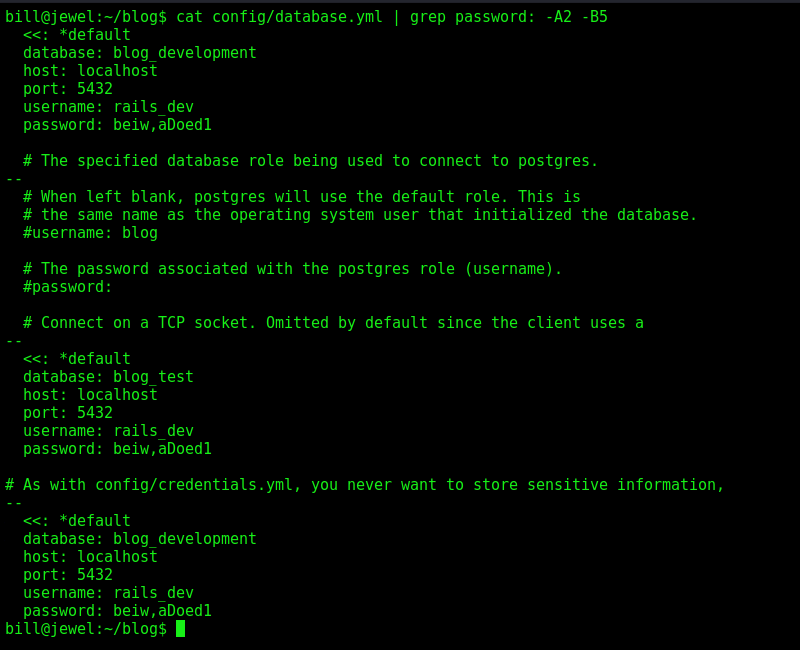 bill@jewel:~/blog$ cat config/database.yml | grep password: -A2 -B5
  <<: *default
  database: blog_development
  host: localhost
  port: 5432
  username: rails_dev
  password: beiw,aDoed1

  # The specified database role being used to connect to postgres.
--
  # When left blank, postgres will use the default role. This is
  # the same name as the operating system user that initialized the database.
  #username: blog

  # The password associated with the postgres role (username).
  #password:

  # Connect on a TCP socket. Omitted by default since the client uses a
--
  <<: *default
  database: blog_test
  host: localhost
  port: 5432
  username: rails_dev
  password: beiw,aDoed1

# As with config/credentials.yml, you never want to store sensitive information,
--
  <<: *default
  database: blog_development
  host: localhost
  port: 5432
  username: rails_dev
  password: beiw,aDoed1
bill@jewel:~/blog$